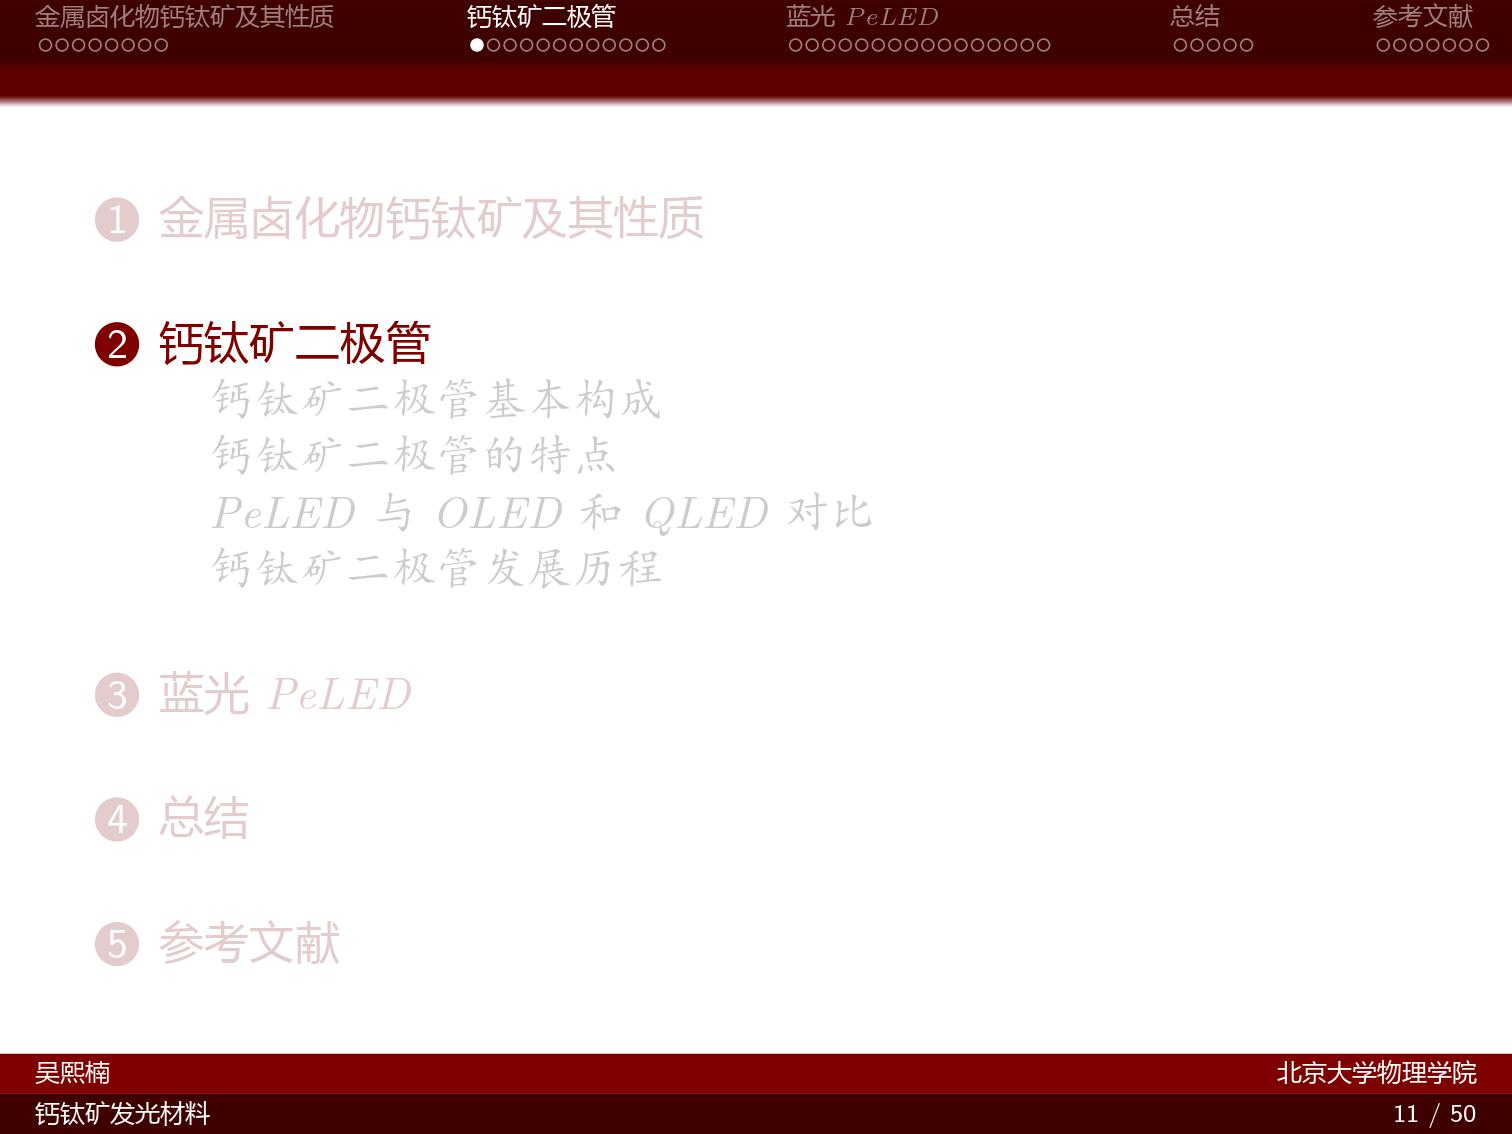 金属卤化物钙钛矿及其性质 钙钛矿二极管 蓝光 PeLED 总结 参考文献
1 金属卤化物钙钛矿及其性质
2 钙钛矿二极管
钙钛矿二极管基本构成
钙钛矿二极管的特点
PeLED 与 OLED 和 QLED 对比
钙钛矿二极管发展历程
3 蓝光 PeLED
4 总结
5 参考文献
吴熙楠 北京大学物理学院
钙钛矿发光材料 11 / 50